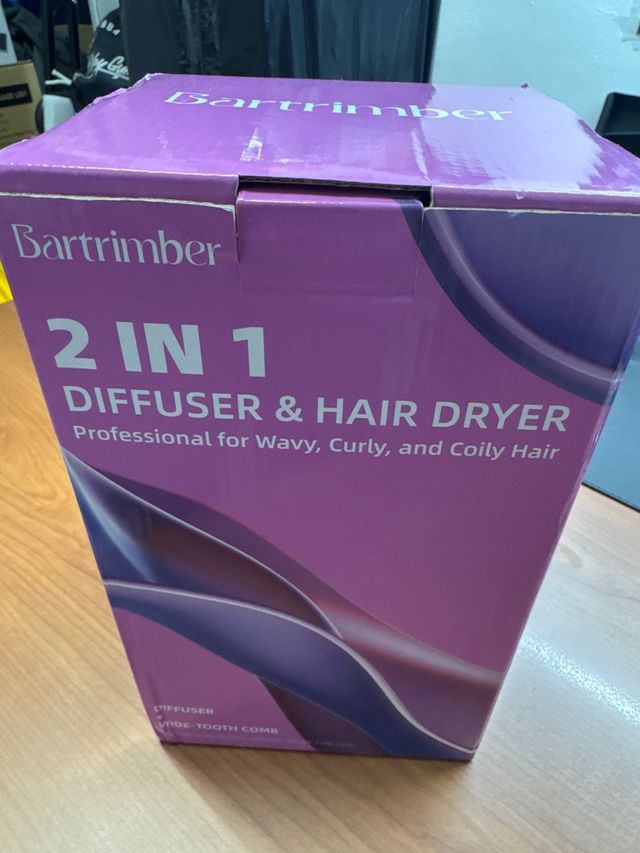 Bartrimber
Bartrimber
2 IN 1
DIFFUSER & HAIR DRYER
Professional for Wavy, Curly, and Coily Hair
DIFFUSER
WIDE-TOOTH COMB